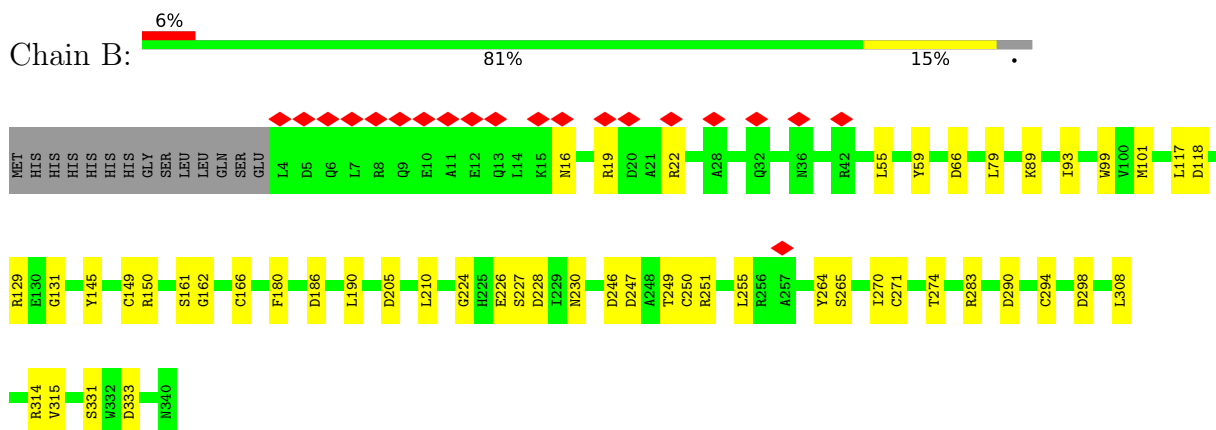 6%
Chain B:
81% 15% •
MET HIS HIS HIS HIS HIS HIS GLY SER LEU LEU GLN SER GLU L4 D5 Q6 L7 R8 Q9 E10 A11 E12 Q13 L14 K15 N16 R19 D20 A21 R22 A28 Q32 N36 R42 L55 Y59 D66 L79 K89 I93 W99 V100 M101 L117 D118
R129 E130 G131 Y145 C149 R150 S161 G162 C166 F180 D186 L190 D205 L210 G224 H225 E226 S227 D228 I229 N230 D246 D247 A248 T249 C250 R251 L255 R256 A257 Y264 S265 I270 C271 T274 R283 D290 C294 D298 L308
R314 V315 S331 W332 D333 N340